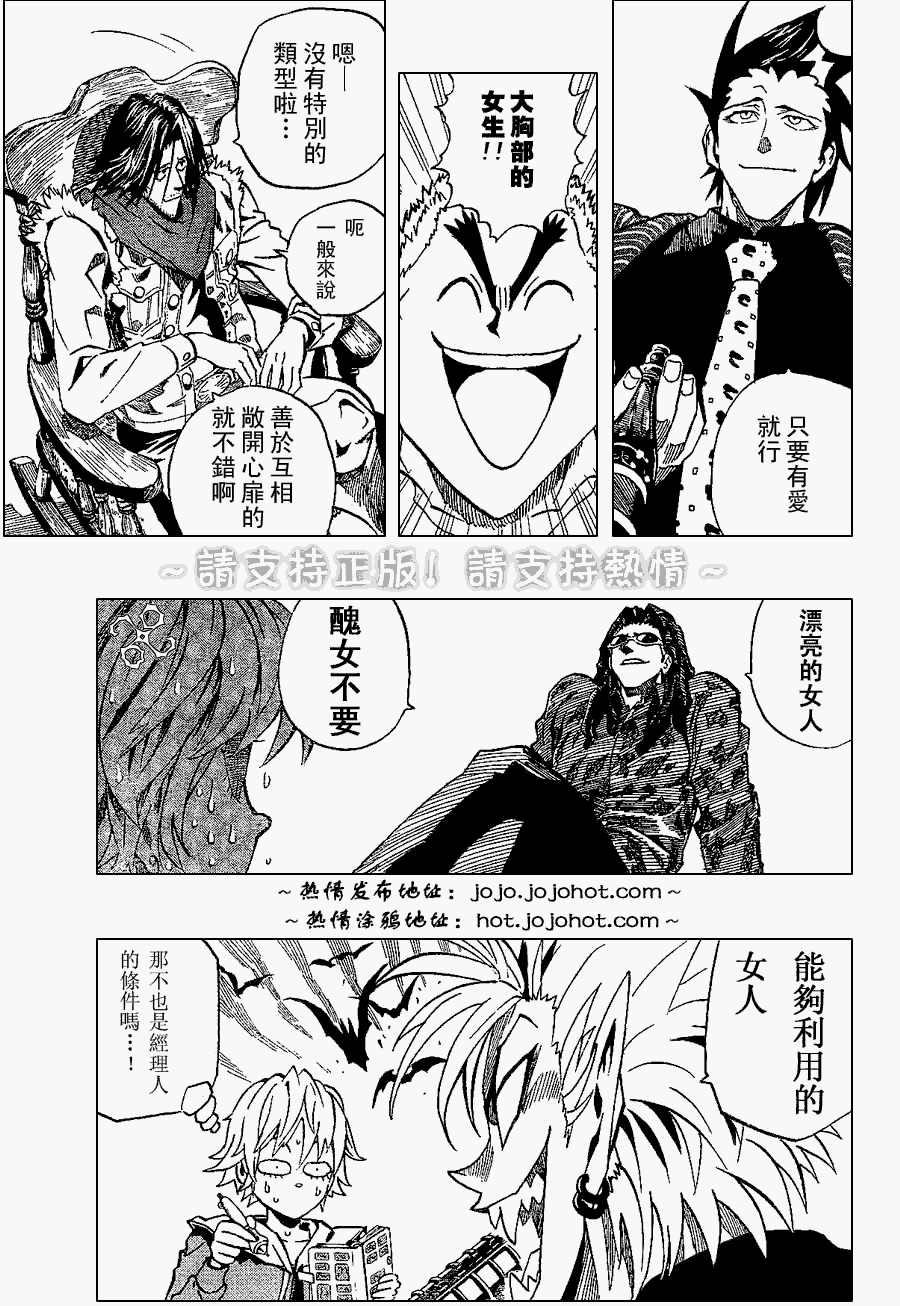 只要有愛
就行
大胸部的
女生!!
嗯—
沒有特別的
類型啦…
呃
一般來說
善於互相
敞開心扉的
就不錯啊
~請支持正版! 請支持熱情~
漂亮的女人
醜女不要
~热情发布地址：jojo.jojohot.com~
~热情涂鸦地址：hot.jojohot.com~
能夠利用的
女人
那不也是經理人
的條件嗎…!